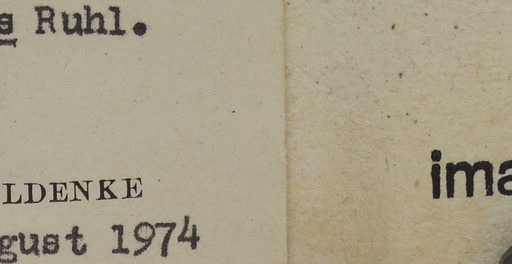 s Ruhl.
LDENKE
gust 1974
ima